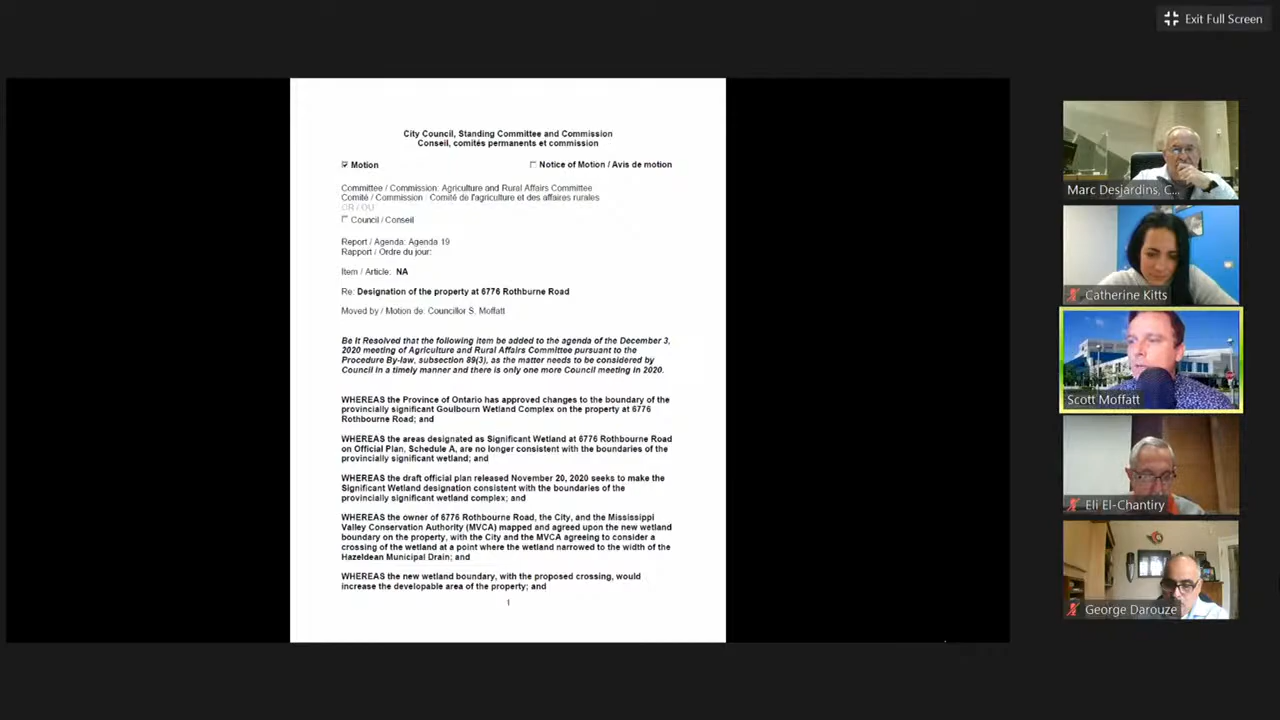 Exit Full Screen
City Council, Standing Committee and Commission
Conseil, comités permanents et commission
Motion
Notice of Motion / Avis de motion
Committee / Commission: Agriculture and Rural Affairs Committee
Comité / Commission : Comité de l'agriculture et des affaires rurales
OR / OU
Council / Conseil
Report / Agenda: Agenda 19
Rapport / Ordre du jour:
Item / Article: NA
Re: Designation of the property at 6776 Rothburne Road
Moved by / Motion de: Councillor S. Moffatt
Be It Resolved that the following item be added to the agenda of the December 3,
2020 meeting of Agriculture and Rural Affairs Committee pursuant to the
Procedure By-law, subsection 89(3), as the matter needs to be considered by
Council in a timely manner and there is only one more Council meeting in 2020.
WHEREAS the Province of Ontario has approved changes to the boundary of the
provincially significant Goulbourn Wetland Complex on the property at 6776
Rothbourne Road; and
WHEREAS the areas designated as Significant Wetland at 6776 Rothbourne Road
on Official Plan, Schedule A, are no longer consistent with the boundaries of the
provincially significant wetland; and
WHEREAS the draft official plan released November 20, 2020 seeks to make the
Significant Wetland designation consistent with the boundaries of the
provincially significant wetland complex; and
WHEREAS the owner of 6776 Rothbourne Road, the City, and the Mississippi
Valley Conservation Authority (MVCA) mapped and agreed upon the new wetland
boundary on the property, with the City and the MVCA agreeing to consider a
crossing of the wetland at a point where the wetland narrowed to the width of the
Hazeldean Municipal Drain; and
WHEREAS the new wetland boundary, with the proposed crossing, would
increase the developable area of the property; and
1
Marc Desjardins, C...
Catherine Kitts
Scott Moffatt
Eli El-Chantiry
George Darouze